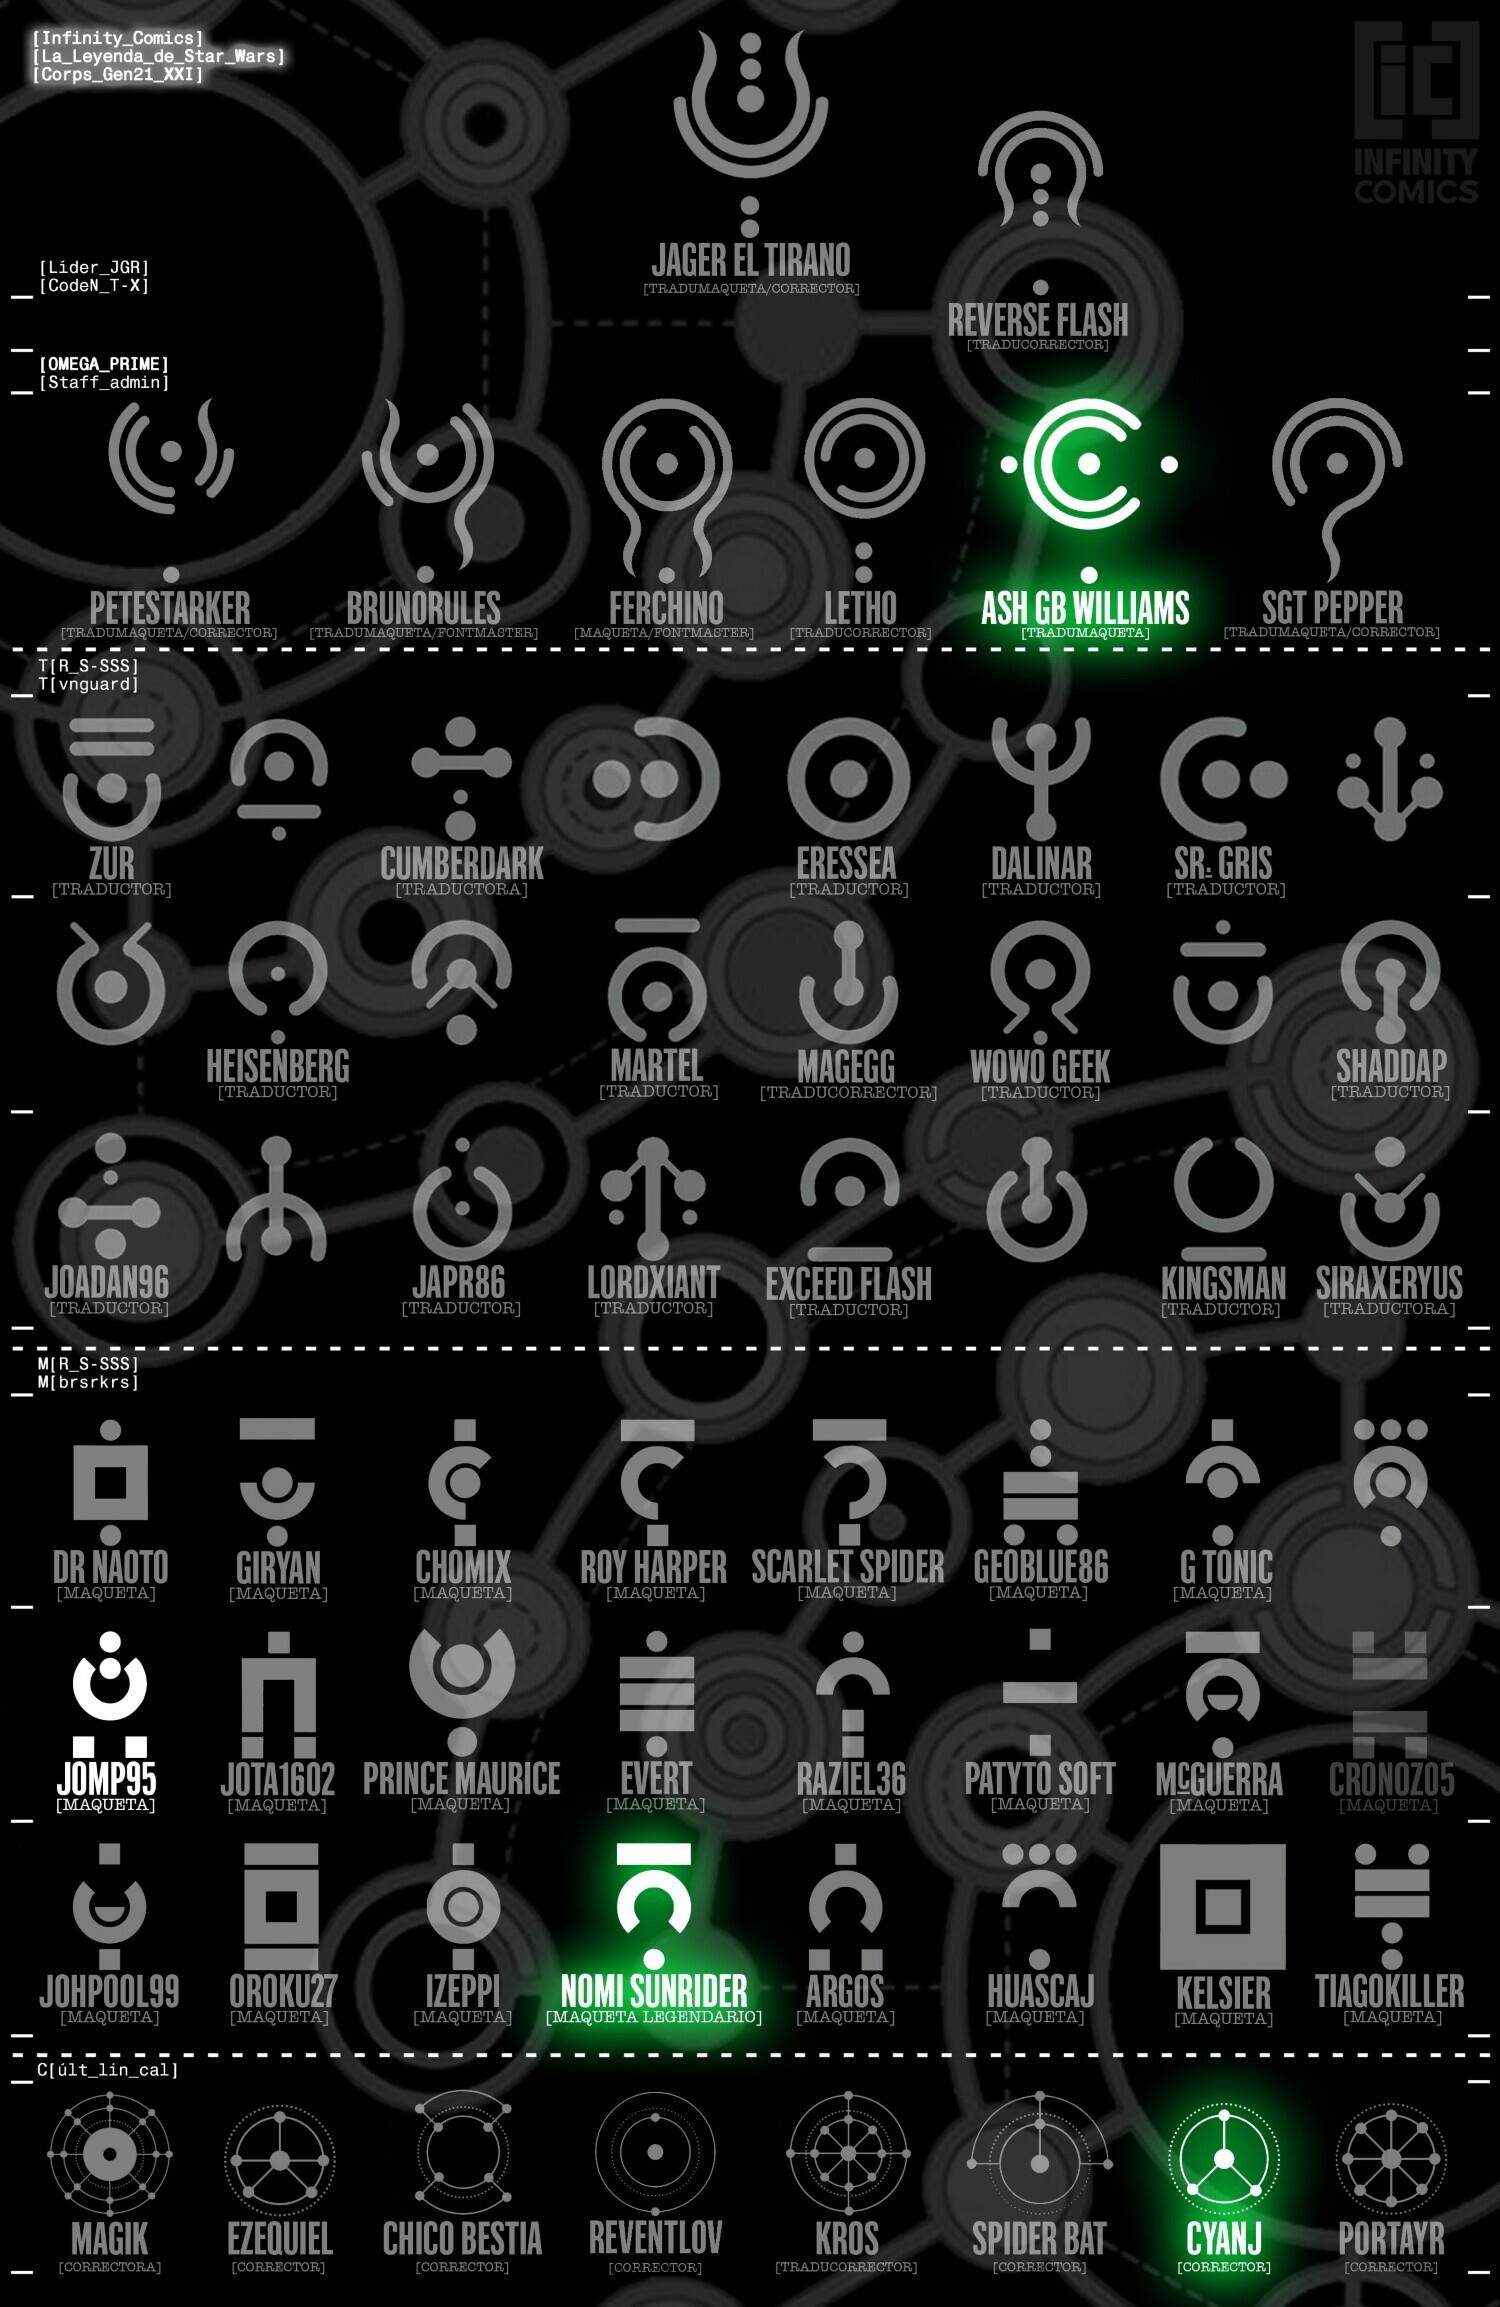 [Infinity_Comics]
[La_Leyenda_de_Star_Wars]
[Corps_Gen21_XXI]
INFINITY
COMICS
[Líder_JGR]
[CodeN_T-X]
JAGER EL TIRANO
[TRADUMAQUETA/CORRECTOR]
REVERSE FLASH
[TRADUCORRECTOR]
[OMEGA_PRIME]
[Staff_admin]
PETESTARKER
[TRADUMAQUETA/CORRECTOR]
BRUNORULES
[TRADUMAQUETA/FONTMASTER]
FERCHINO
[MAQUETA/FONTMASTER]
LETHO
[TRADUCORRECTOR]
ASH GB WILLIAMS
[TRADUMAQUETA]
SGT PEPPER
[TRADUMAQUETA/CORRECTOR]
T[R_S-SSS]
T[vnguard]
ZUR
[TRADUCTOR]
CUMBERDARK
[TRADUCTORA]
ERESSEA
[TRADUCTOR]
DALINAR
[TRADUCTOR]
SR. GRIS
[TRADUCTOR]
HEISENBERG
[TRADUCTOR]
MARTEL
[TRADUCTOR]
MAGEGG
[TRADUCORRECTOR]
WOWO GEEK
[TRADUCTOR]
SHADDAP
[TRADUCTOR]
JOADAN96
[TRADUCTOR]
JAPR86
[TRADUCTOR]
LORDXIANT
[TRADUCTOR]
EXCEED FLASH
[TRADUCTOR]
KINGSMAN
[TRADUCTOR]
SIRAXERYUS
[TRADUCTORA]
M[R_S-SSS]
M[brsrkrs]
DR NAOTO
[MAQUETA]
GIRYAN
[MAQUETA]
CHOMIX
[MAQUETA]
ROY HARPER
[MAQUETA]
SCARLET SPIDER
[MAQUETA]
GEOBLUE86
[MAQUETA]
G TONIC
[MAQUETA]
JOMP95
[MAQUETA]
JOTA1602
[MAQUETA]
PRINCE MAURICE
[MAQUETA]
EVERT
[MAQUETA]
RAZIEL36
[MAQUETA]
PATYTO SOFT
[MAQUETA]
McGUERRA
[MAQUETA]
CRONOZ05
[MAQUETA]
JOHPOOL99
[MAQUETA]
OROKU27
[MAQUETA]
IZEPPI
[MAQUETA]
NOMI SUNRIDER
[MAQUETA LEGENDARIO]
ARGOS
[MAQUETA]
HUASCAJ
[MAQUETA]
KELSIER
[MAQUETA]
TIAGOKILLER
[MAQUETA]
C[últ_lin_cal]
MAGIK
[CORRECTORA]
EZEQUIEL
[CORRECTOR]
CHICO BESTIA
[CORRECTOR]
REVENTLOV
[CORRECTOR]
KROS
[TRADUCORRECTOR]
SPIDER BAT
[CORRECTOR]
CYANJ
[CORRECTOR]
PORTAYR
[CORRECTOR]